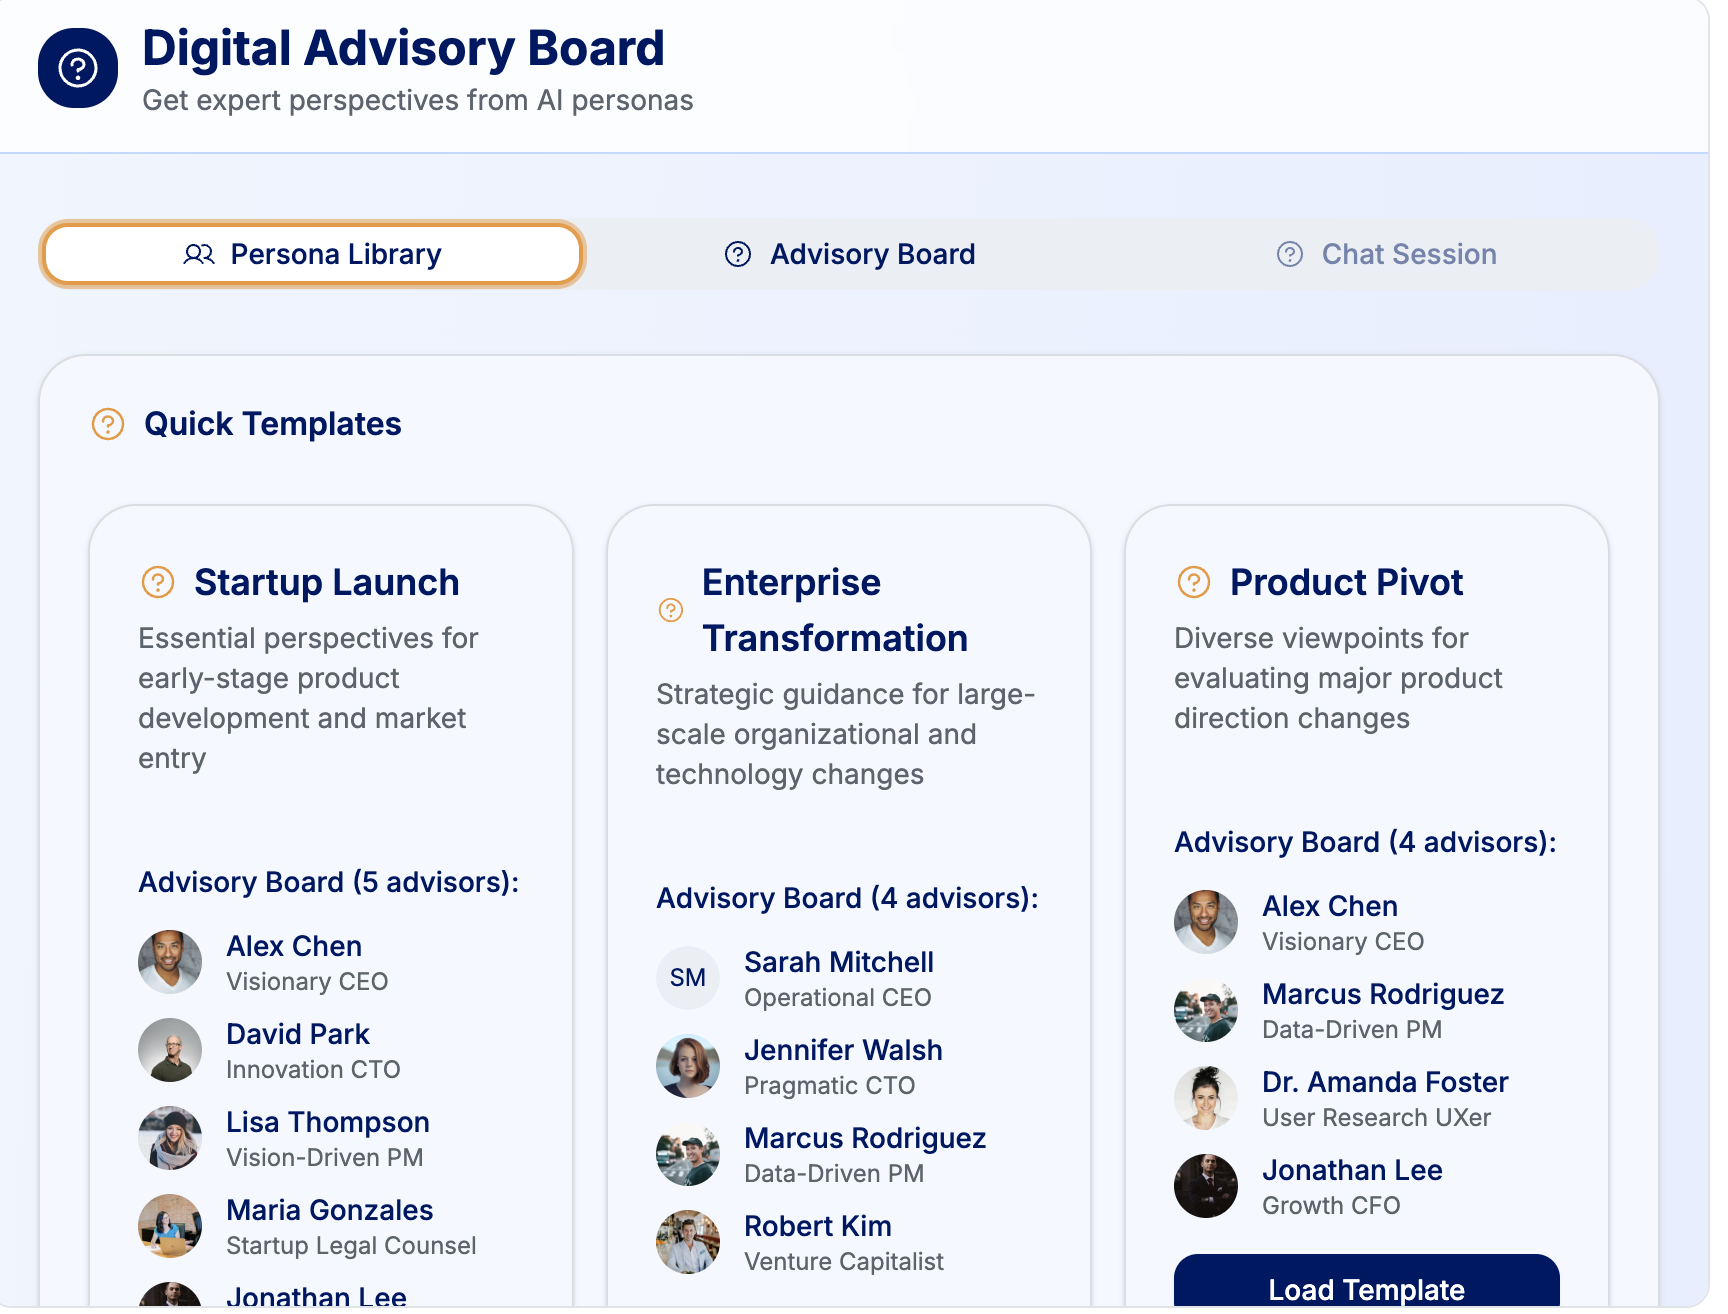 Digital Advisory Board
Get expert perspectives from AI personas
Persona Library
Advisory Board
Chat Session
Quick Templates
Startup Launch
Essential perspectives for
early-stage product
development and market
entry
Advisory Board (5 advisors):
Alex Chen
Visionary CEO
David Park
Innovation CTO
Lisa Thompson
Vision-Driven PM
Maria Gonzales
Startup Legal Counsel
Jonathan Lee
Enterprise
Transformation
Strategic guidance for large-
scale organizational and
technology changes
Advisory Board (4 advisors):
SM
Sarah Mitchell
Operational CEO
Jennifer Walsh
Pragmatic CTO
Marcus Rodriguez
Data-Driven PM
Robert Kim
Venture Capitalist
Product Pivot
Diverse viewpoints for
evaluating major product
direction changes
Advisory Board (4 advisors):
Alex Chen
Visionary CEO
Marcus Rodriguez
Data-Driven PM
Dr. Amanda Foster
User Research UXer
Jonathan Lee
Growth CFO
Load Template